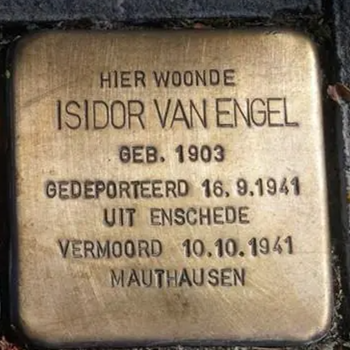 HIER WOONDE
ISIDOR VAN ENGEL
GEB. 1903
GEDEPORTEERD 16.9.1941
UIT ENSCHEDE
VERMOORD 10.10.1941
MAUTHAUSEN